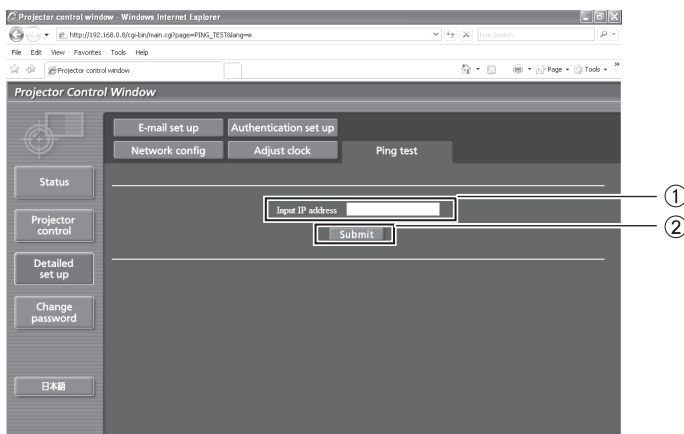 Projector control window - Windows Internet Explorer
http://192.168.0.8/cgi-bin/main.cgi?page=PING_TEST&lang=e
Live Search
File Edit View Favorites Tools Help
Projector control window
Page Tools »
Projector Control Window
E-mail set up Authentication set up
Network config Adjust clock Ping test
Status
Projector
control
Detailed
set up
Change
password
日本語
Input IP address
Submit
1
2